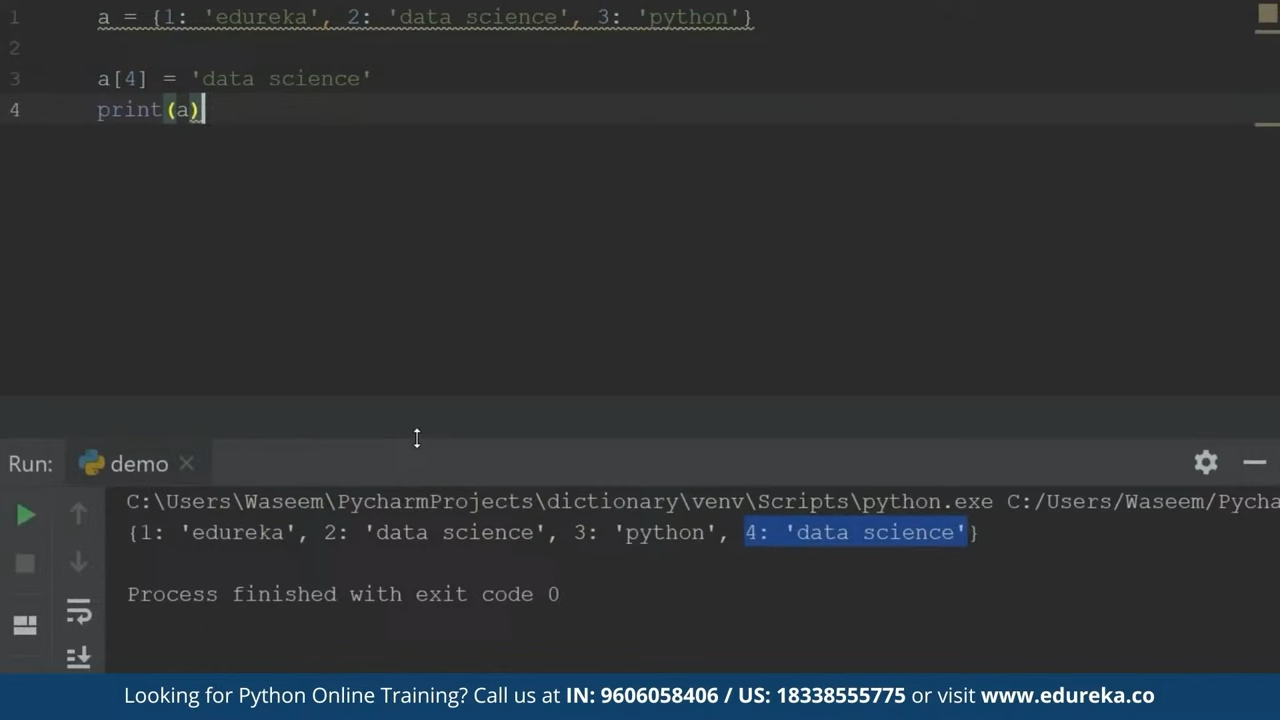 1 a = {1: 'edureka', 2: 'data science', 3: 'python'}
2
3 a[4] = 'data science'
4 print(a)
Run: demo
C:\Users\Waseem\PycharmProjects\dictionary\venv\Scripts\python.exe C:/Users/Waseem/Pycha
{1: 'edureka', 2: 'data science', 3: 'python', 4: 'data science'}
Process finished with exit code 0
Looking for Python Online Training? Call us at IN: 9606058406 / US: 18338555775 or visit www.edureka.co